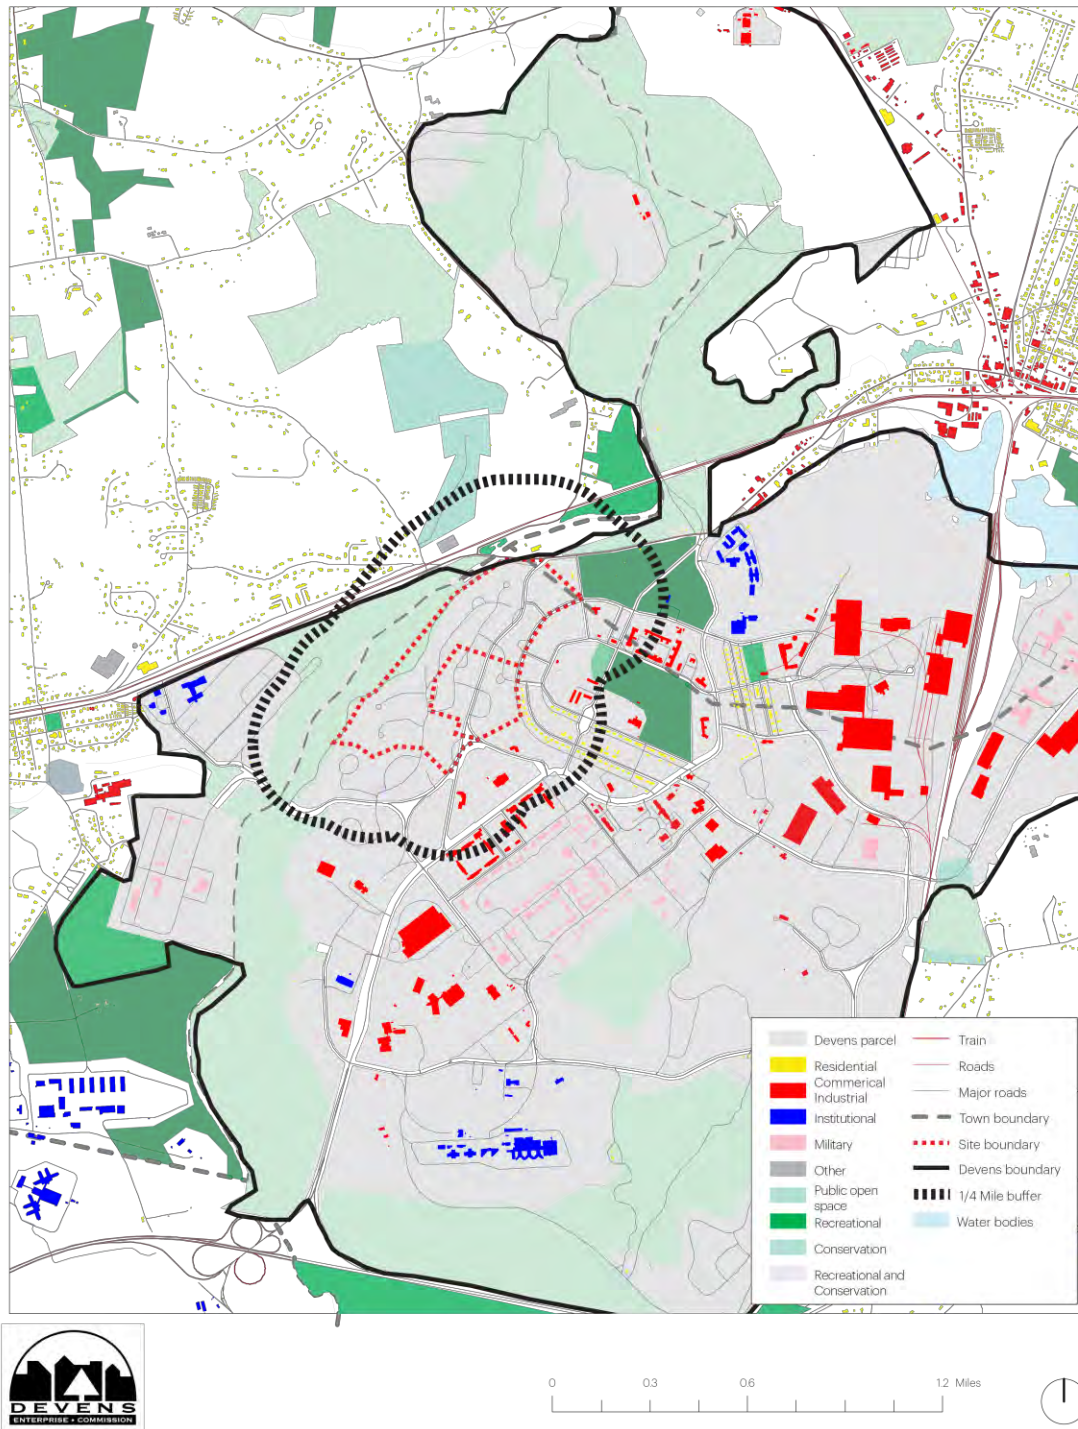 Devens parcel
Residential
Commerical
Industrial
Institutional
Military
Other
Public open
space
Recreational
Conservation
Recreational and
Conservation
Train
Roads
Major roads
Town boundary
Site boundary
Devens boundary
1/4 Mile buffer
Water bodies
DEVENS
ENTERPRISE • COMMISSION
0 0.3 0.6 1.2 Miles